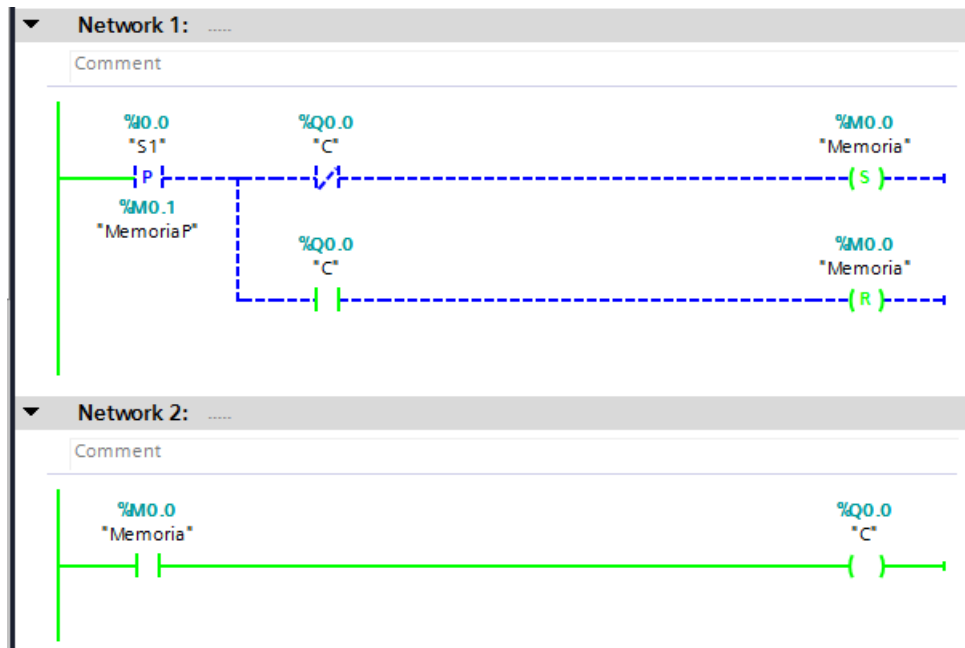 Network 1: .....
Comment
%I0.0 %Q0.0 %M0.0
"S1" "C" "Memoria"
P S
%M0.1
"MemoriaP"
%Q0.0 %M0.0
"C" "Memoria"
R
Network 2: .....
Comment
%M0.0 %Q0.0
"Memoria" "C"